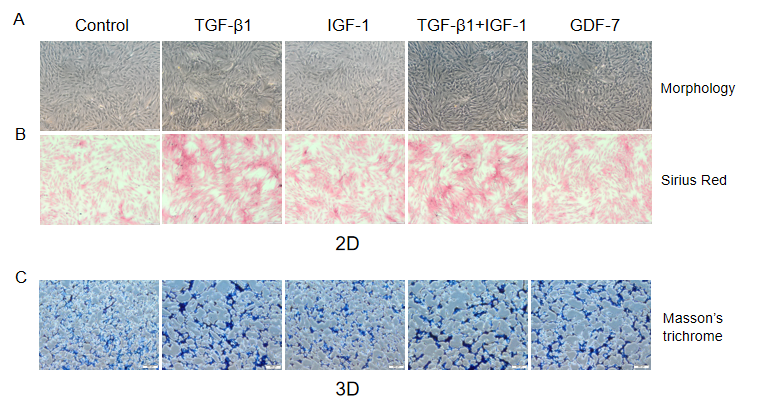 A
Control
TGF-β1
IGF-1
TGF-β1+IGF-1
GDF-7
Morphology
B
Sirius Red
2D
C
Masson's
trichrome
3D